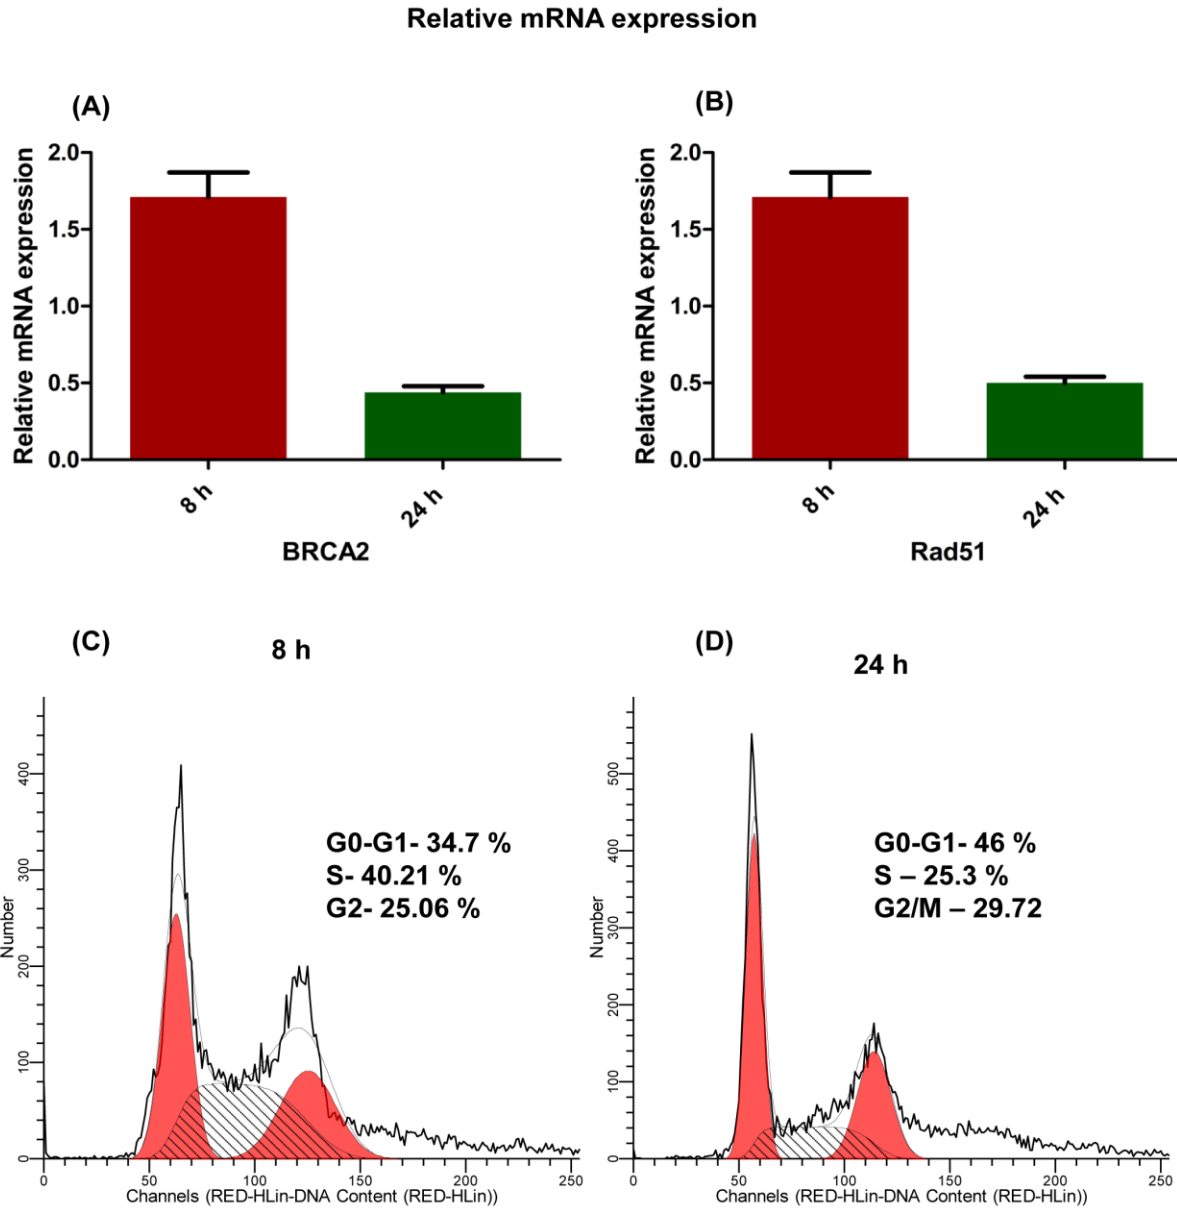 Relative mRNA expression
(A)
(B)
Relative mRNA expression
2.0
1.5
1.0
0.5
0.0
8 h
24 h
BRCA2
Relative mRNA expression
2.0
1.5
1.0
0.5
0.0
8 h
24 h
Rad51
(C)
8 h
Number
400
300
200
100
0
G0-G1- 34.7 %
S- 40.21 %
G2- 25.06 %
0
50
100
150
200
250
Channels (RED-HLin-DNA Content (RED-HLin))
(D)
24 h
Number
500
400
300
200
100
0
G0-G1- 46 %
S – 25.3 %
G2/M – 29.72
0
50
100
150
200
250
Channels (RED-HLin-DNA Content (RED-HLin))